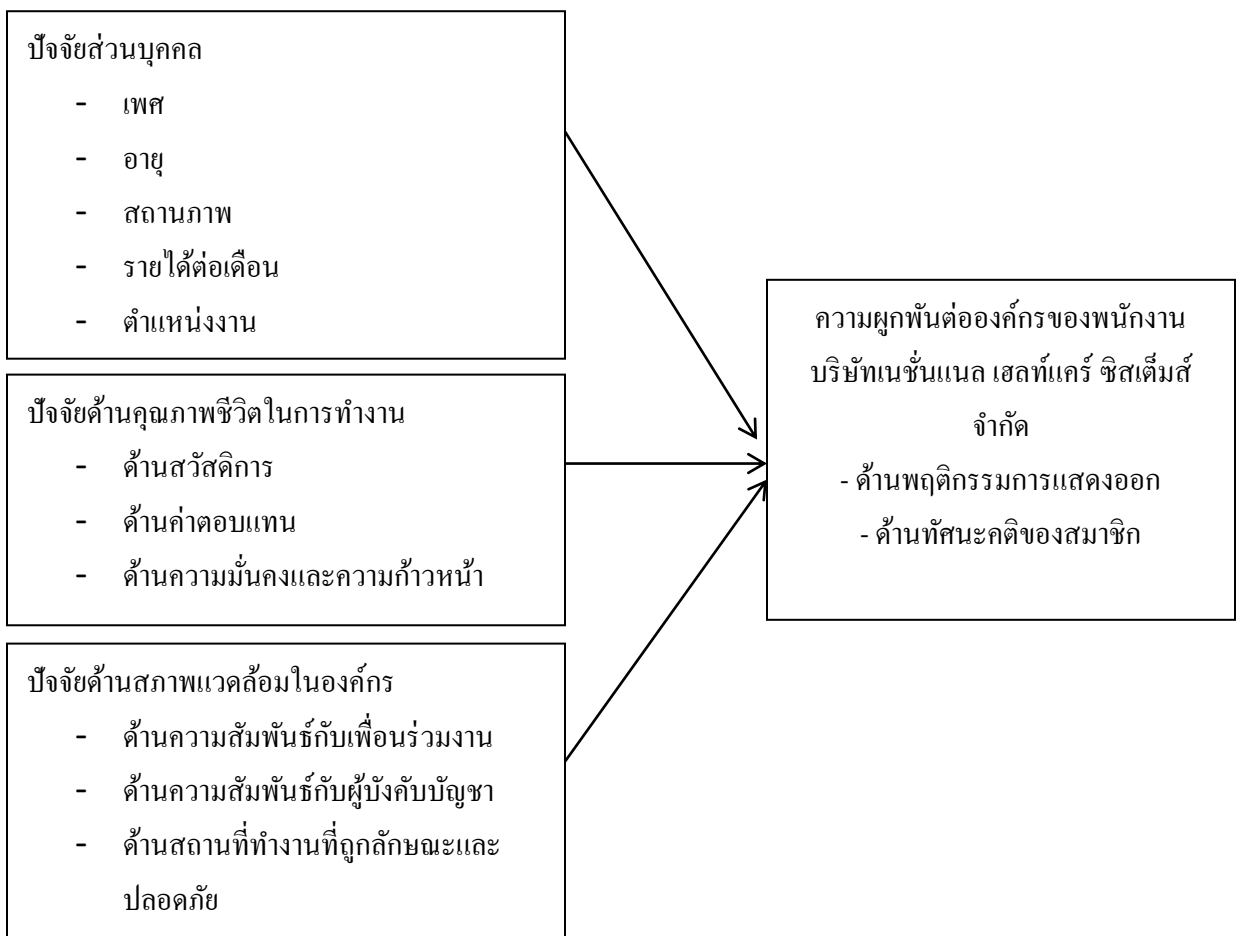 ปัจจัยส่วนบุคคล
- เพศ
- อายุ
- สถานภาพ
- รายได้ต่อเดือน
- ตำแหน่งงาน
ปัจจัยด้านคุณภาพชีวิตในการทำงาน
- ด้านสวัสดิการ
- ด้านค่าตอบแทน
- ด้านความมั่นคงและความก้าวหน้า
ปัจจัยด้านสภาพแวดล้อมในองค์กร
- ด้านความสัมพันธ์กับเพื่อนร่วมงาน
- ด้านความสัมพันธ์กับผู้บังคับบัญชา
- ด้านสถานที่ทำงานที่ถูกลักษณะและ
ปลอดภัย
ความผูกพันต่อองค์กรของพนักงาน
บริษัทเนชั่นแนล เฮลท์แคร์ ซิสเต็มส์
จำกัด
- ด้านพฤติกรรมการแสดงออก
- ด้านทัศนะคติของสมาชิก